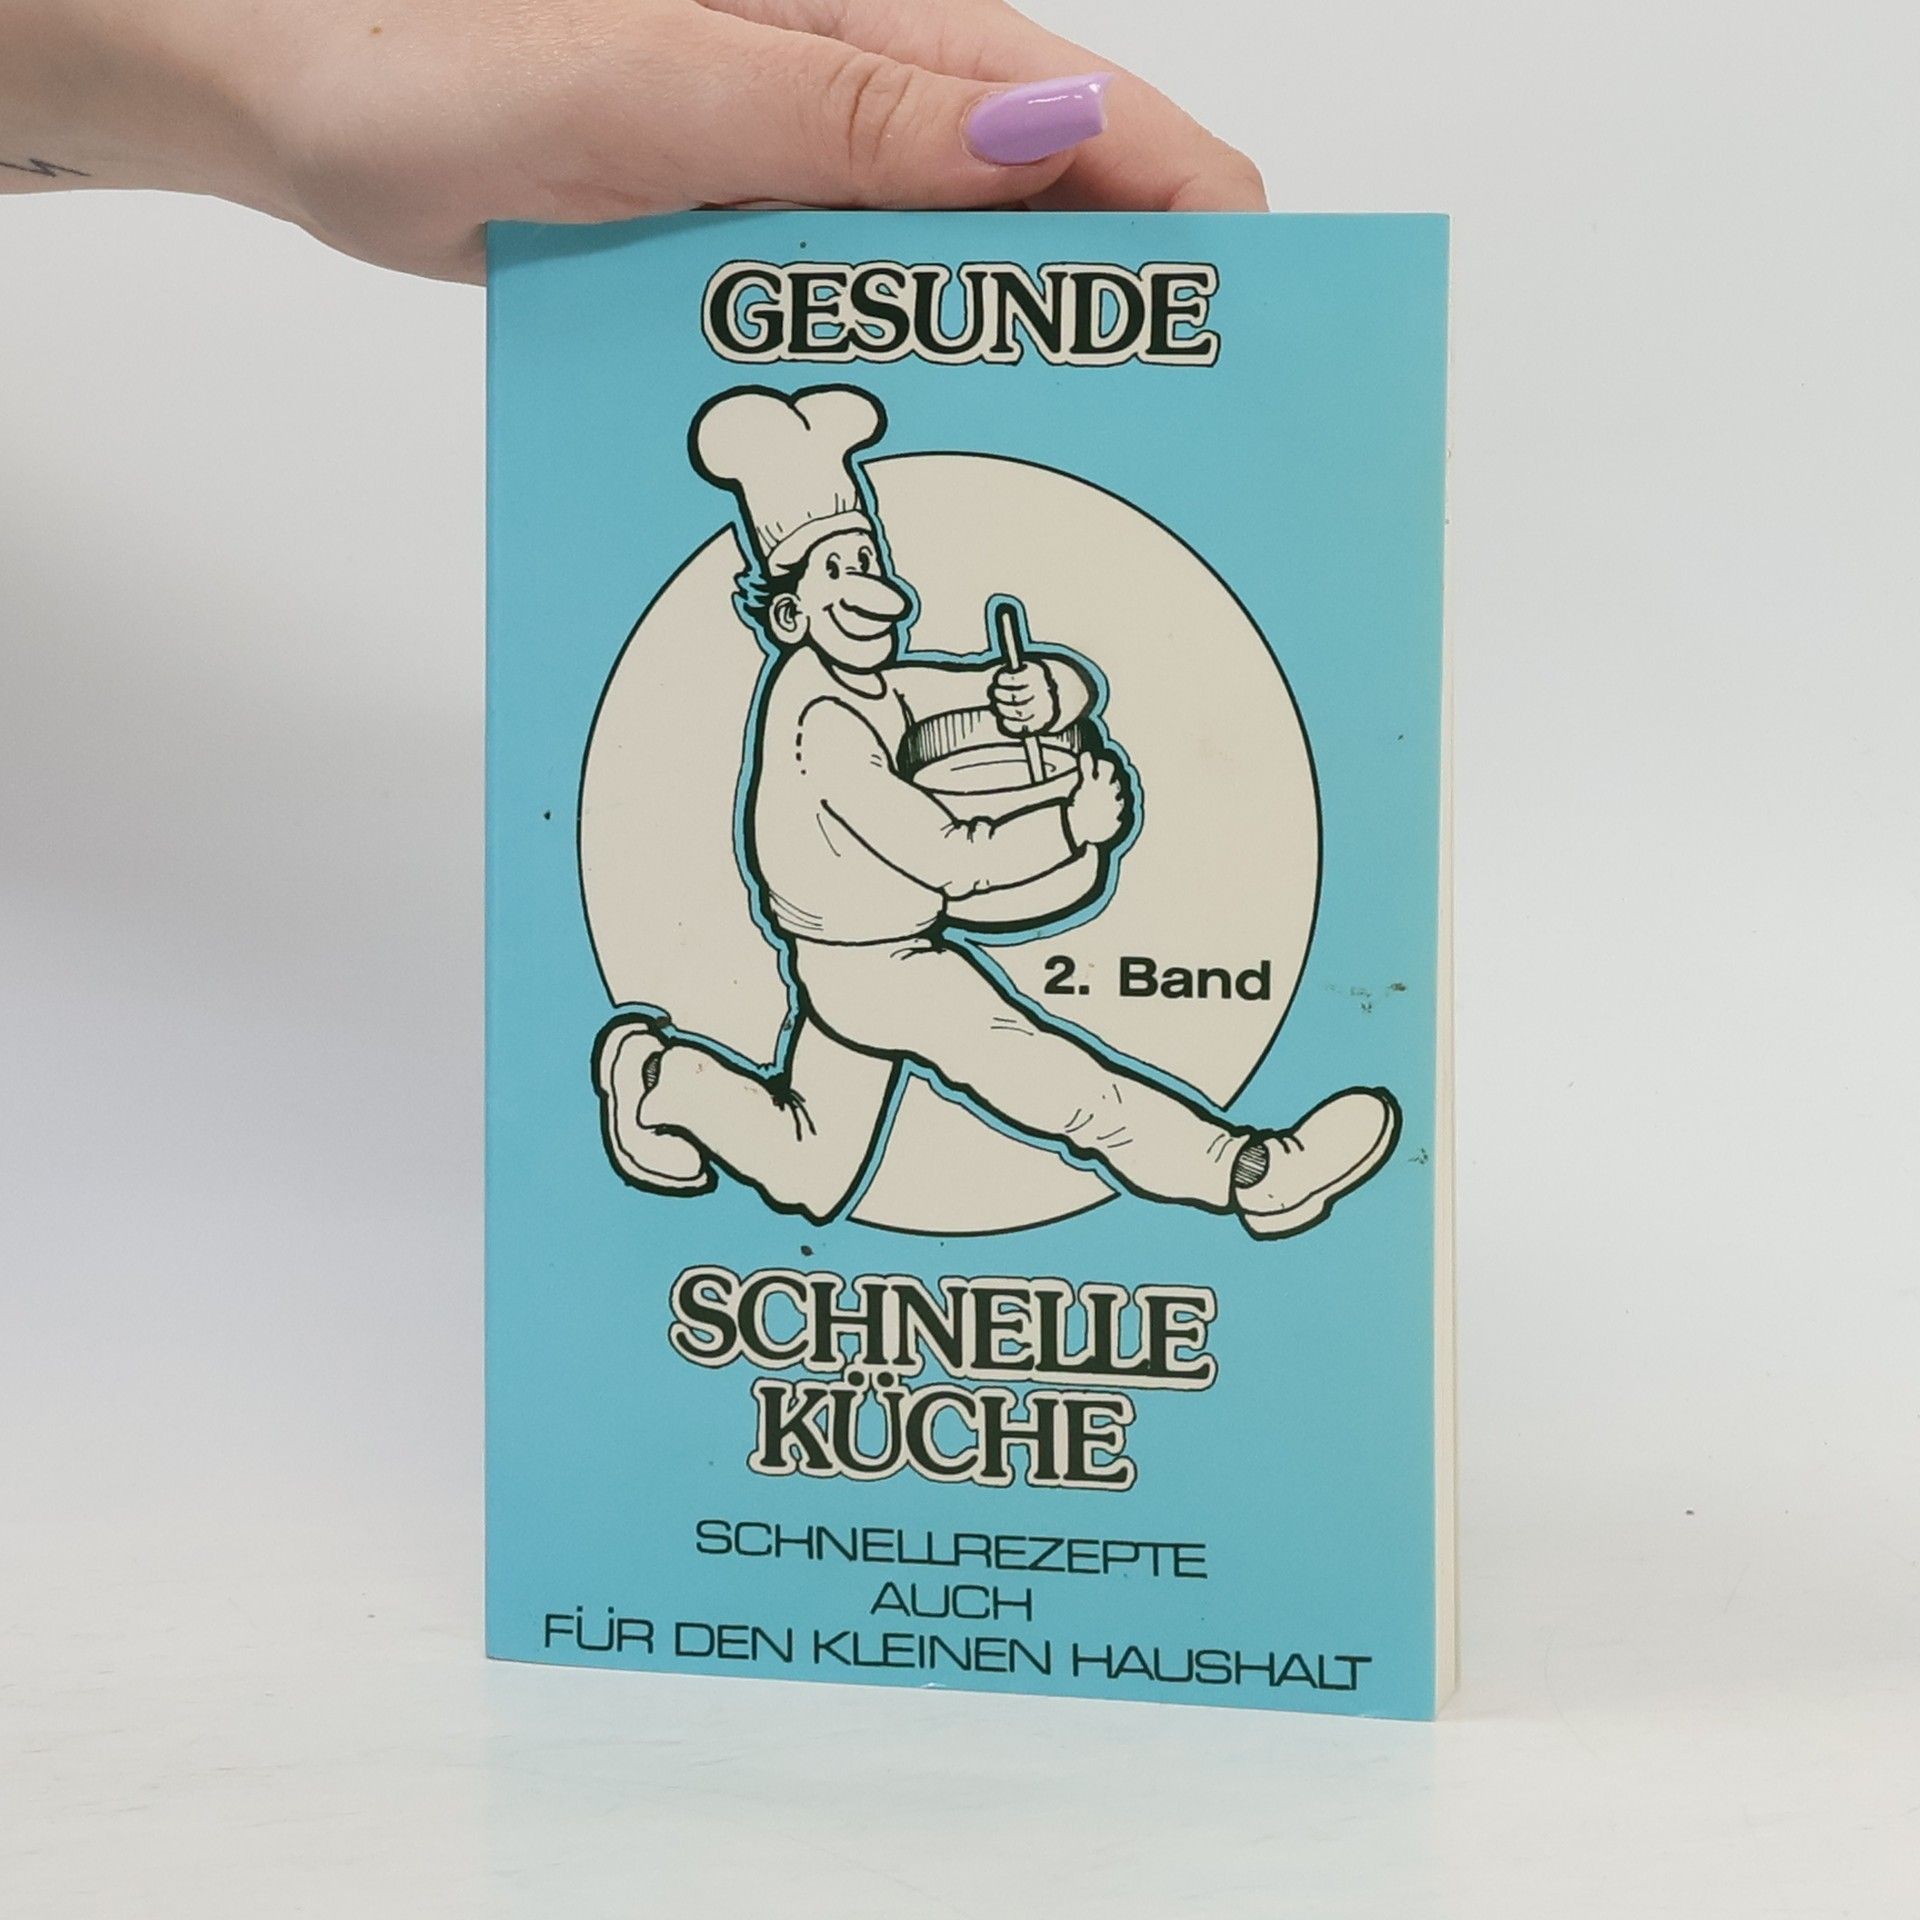 GESUNDE
2. Band
SCHNELLE
KÜCHE
SCHNELLREZEPTE
AUCH
FÜR DEN KLEINEN HAUSHALT